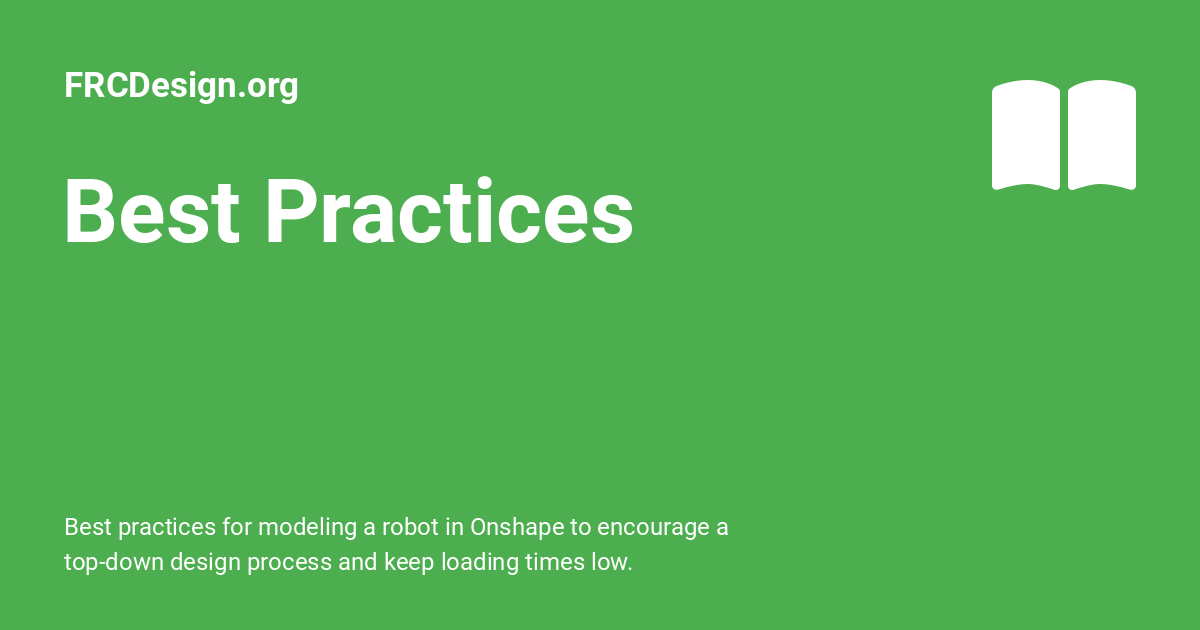 FRCDesign.org
Best Practices
Best practices for modeling a robot in Onshape to encourage a
top-down design process and keep loading times low.